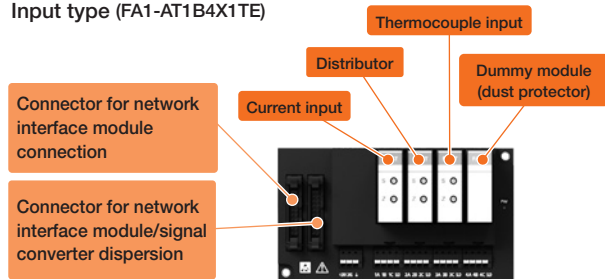 Input type (FA1-AT1B4X1TE)
Thermocouple input
Distributor
Dummy module
(dust protector)
Current input
Connector for network
interface module
connection
Connector for network
interface module/signal
converter dispersion